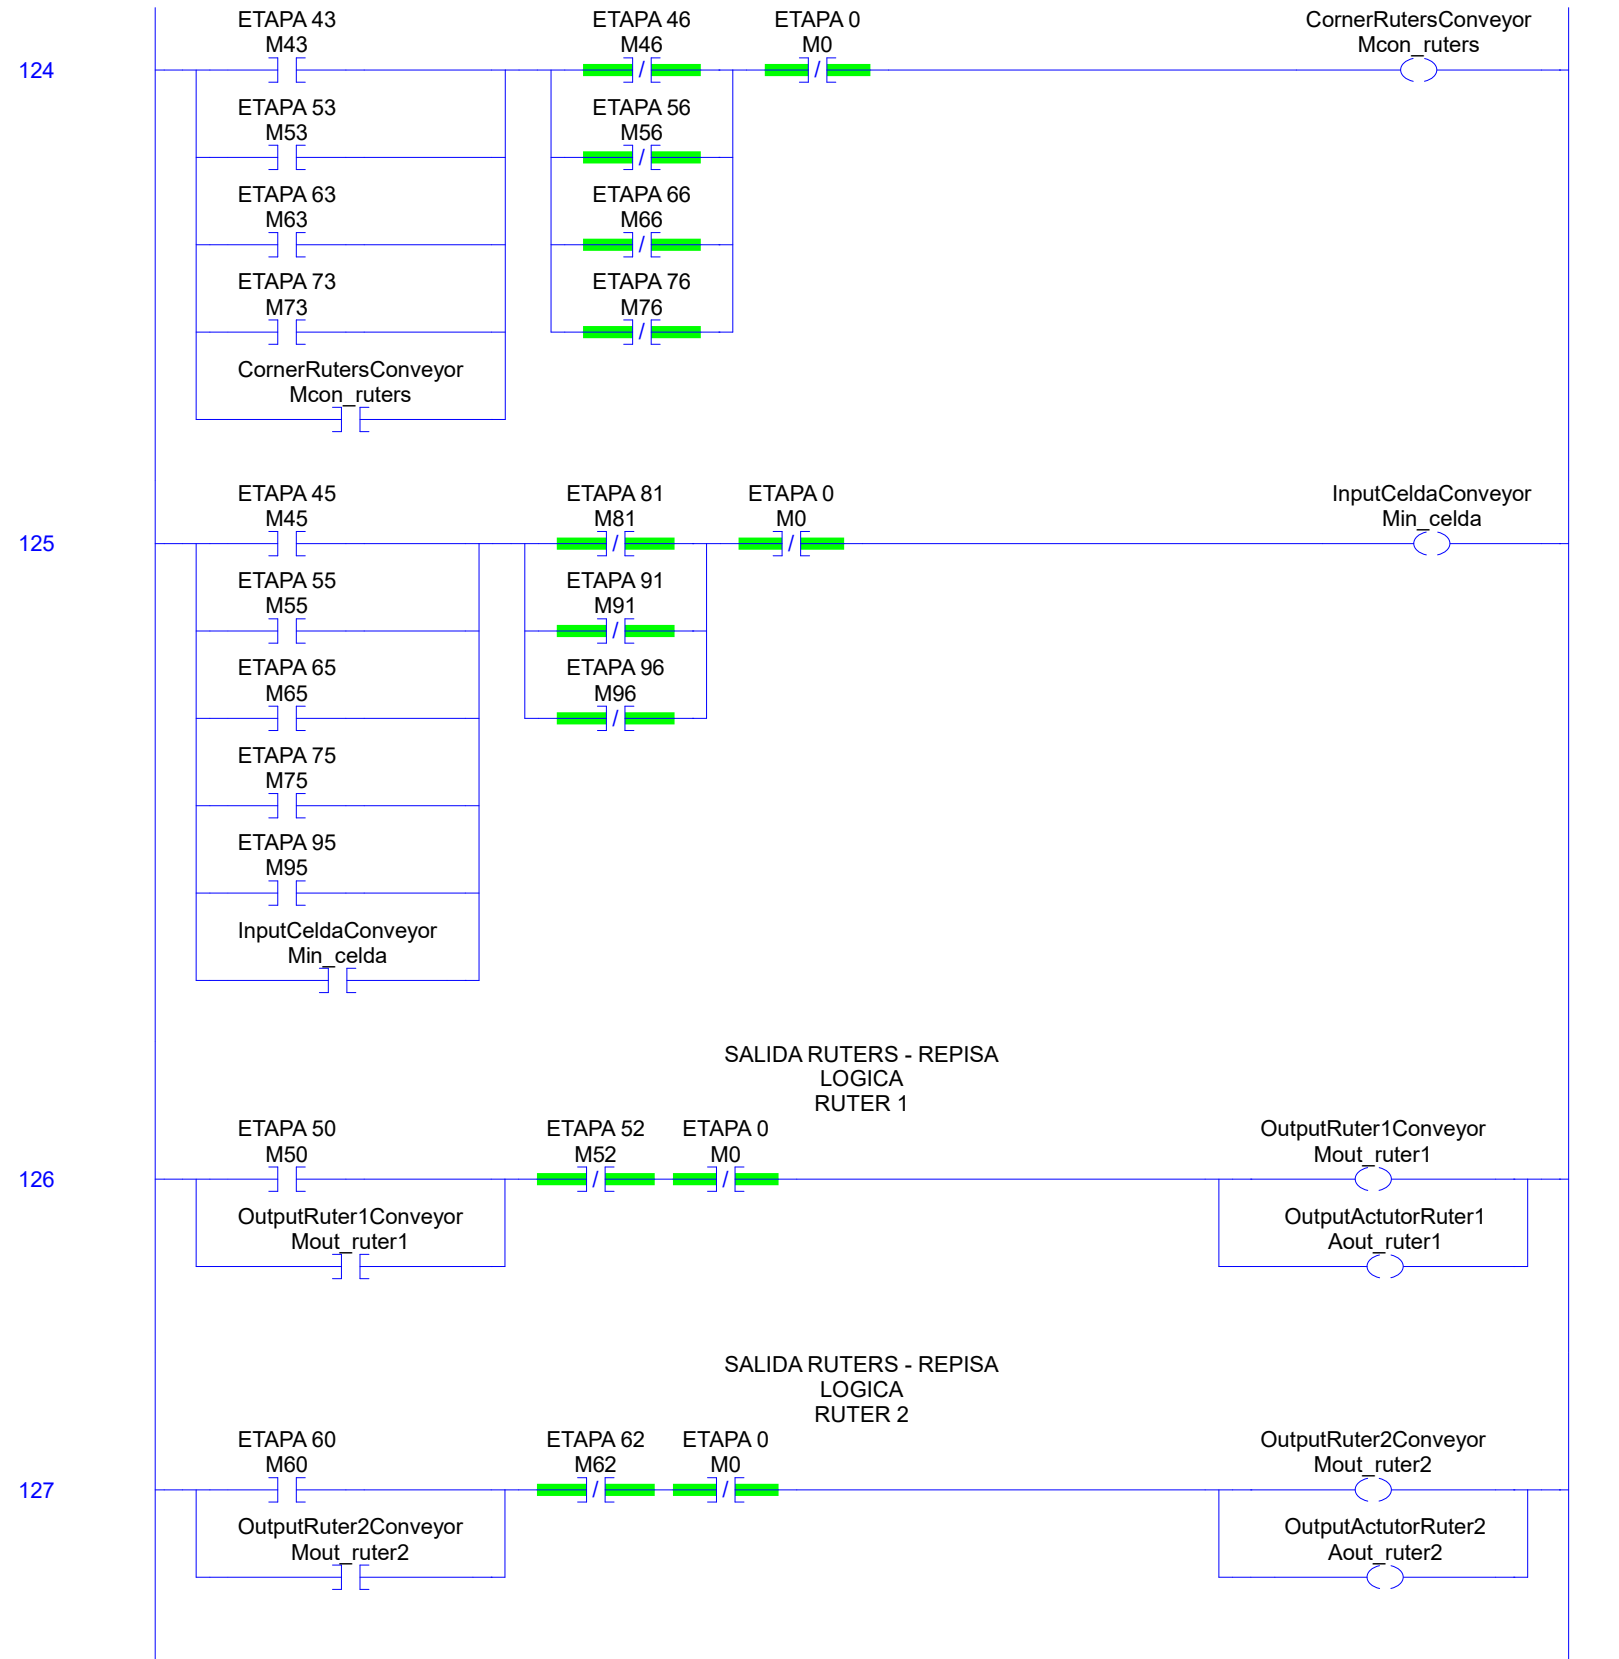 ETAPA 43
M43
ETAPA 46
M46
ETAPA 0
M0
CornerRutersConveyor
Mcon_ruters
124
ETAPA 53
M53
ETAPA 56
M56
ETAPA 63
M63
ETAPA 66
M66
ETAPA 73
M73
ETAPA 76
M76
CornerRutersConveyor
Mcon_ruters
ETAPA 45
M45
ETAPA 81
M81
ETAPA 0
M0
InputCeldaConveyor
Min_celda
125
ETAPA 55
M55
ETAPA 91
M91
ETAPA 65
M65
ETAPA 96
M96
ETAPA 75
M75
ETAPA 95
M95
InputCeldaConveyor
Min_celda
SALIDA RUTERS - REPISA
LOGICA
RUTER 1
ETAPA 50
M50
ETAPA 52
M52
ETAPA 0
M0
OutputRuter1Conveyor
Mout_ruter1
126
OutputRuter1Conveyor
Mout_ruter1
OutputActutorRuter1
Aout_ruter1
SALIDA RUTERS - REPISA
LOGICA
RUTER 2
ETAPA 60
M60
ETAPA 62
M62
ETAPA 0
M0
OutputRuter2Conveyor
Mout_ruter2
127
OutputRuter2Conveyor
Mout_ruter2
OutputActutorRuter2
Aout_ruter2